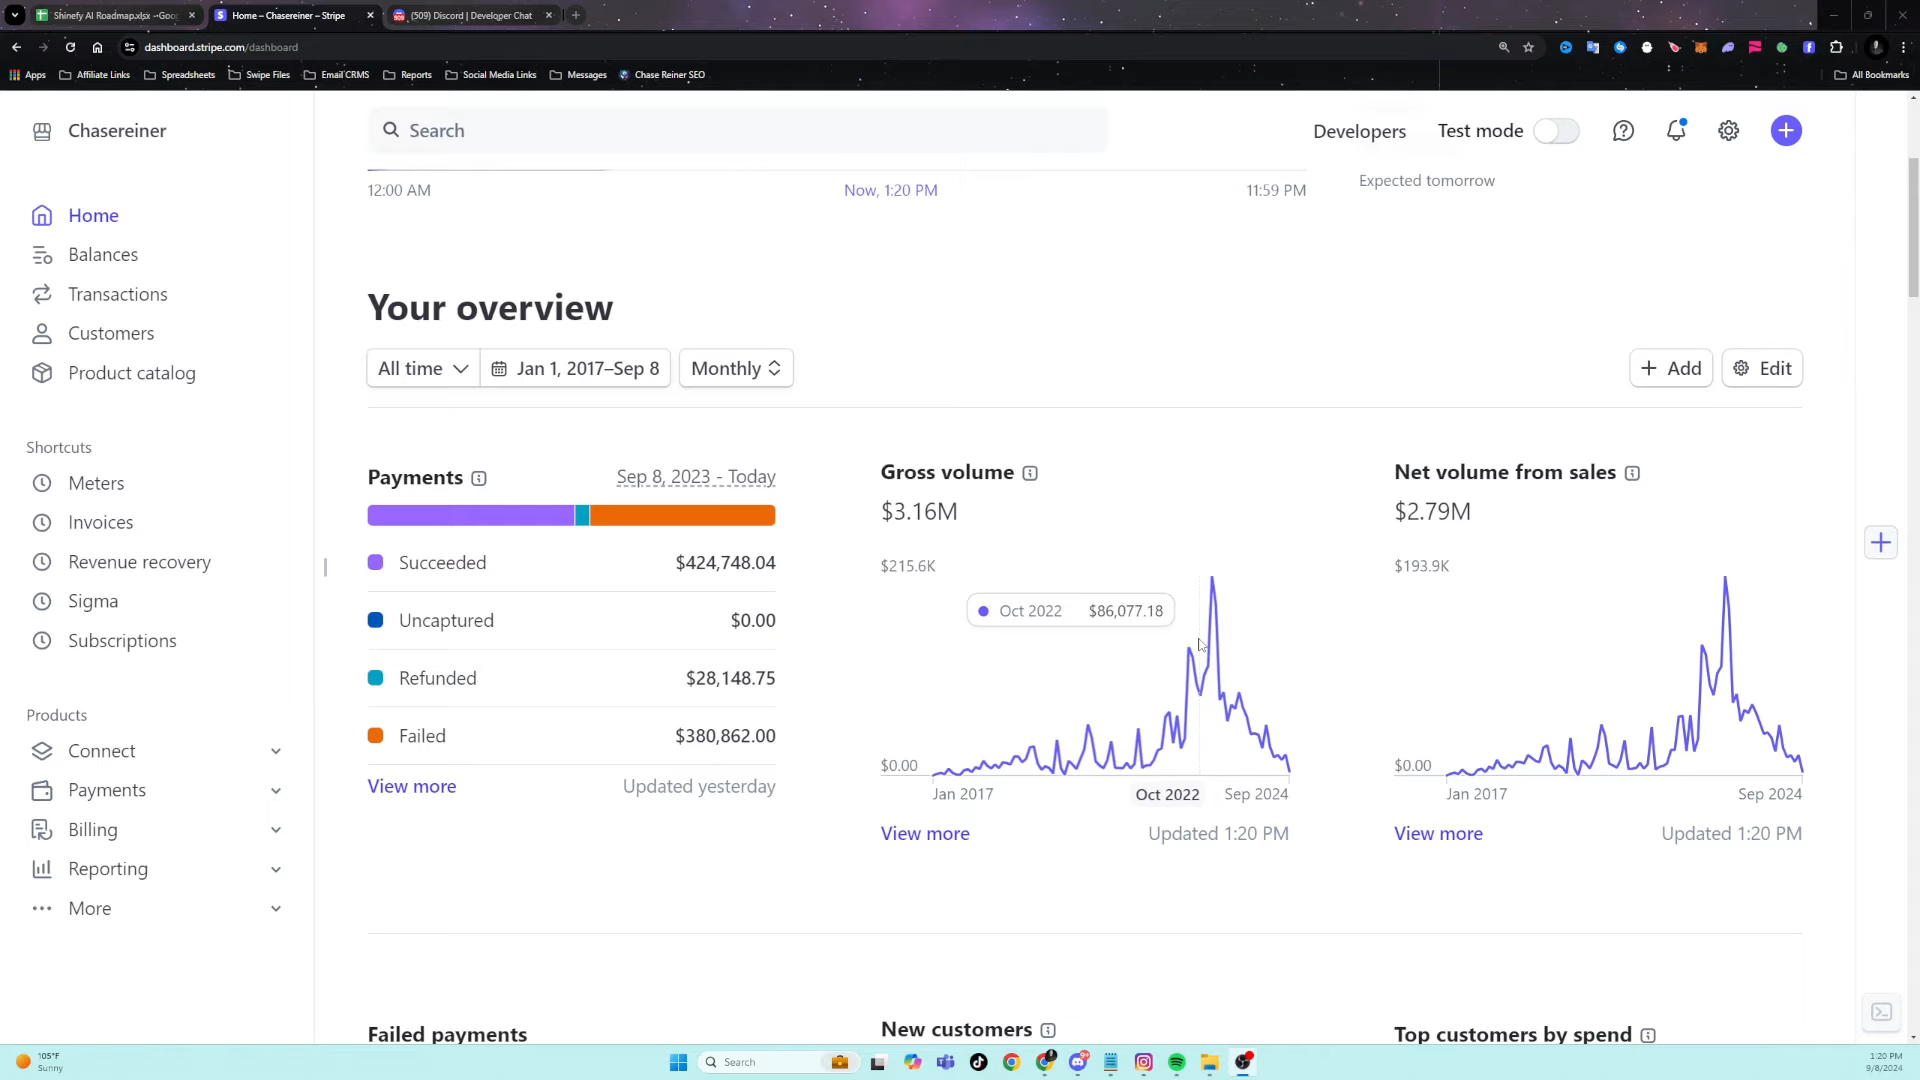 Shinefy AI Roadmap.xlsx - Goo
Home – Chasereiner – Stripe
(509) Discord | Developer Chat
dashboard.stripe.com/dashboard
Apps
Affiliate Links
Spreadsheets
Swipe Files
Email CRMS
Reports
Social Media Links
Messages
Chase Reiner SEO
All Bookmarks
Chasereiner
Search
Developers
Test mode
12:00 AM
Now, 1:20 PM
11:59 PM
Expected tomorrow
Home
Balances
Transactions
Customers
Product catalog
Shortcuts
Meters
Invoices
Revenue recovery
Sigma
Subscriptions
Products
Connect
Payments
Billing
Reporting
More
Your overview
All time
Jan 1, 2017–Sep 8
Monthly
Add
Edit
Payments
Sep 8, 2023 - Today
Succeeded $424,748.04
Uncaptured $0.00
Refunded $28,148.75
Failed $380,862.00
View more
Updated yesterday
Gross volume
$3.16M
$215.6K
Oct 2022 $86,077.18
$0.00
Jan 2017
Oct 2022
Sep 2024
View more
Updated 1:20 PM
Net volume from sales
$2.79M
$193.9K
$0.00
Jan 2017
Sep 2024
View more
Updated 1:20 PM
Failed payments
New customers
Top customers by spend
105°F
Sunny
Search
1:20 PM
9/8/2024